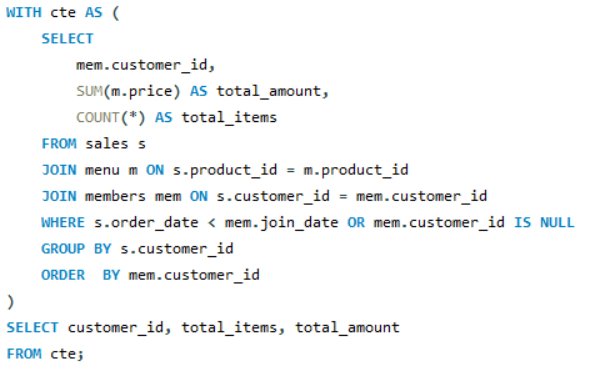 WITH cte AS (
    SELECT
        mem.customer_id,
        SUM(m.price) AS total_amount,
        COUNT(*) AS total_items
    FROM sales s
    JOIN menu m ON s.product_id = m.product_id
    JOIN members mem ON s.customer_id = mem.customer_id
    WHERE s.order_date < mem.join_date OR mem.customer_id IS NULL
    GROUP BY s.customer_id
    ORDER  BY mem.customer_id
)
SELECT customer_id, total_items, total_amount
FROM cte;